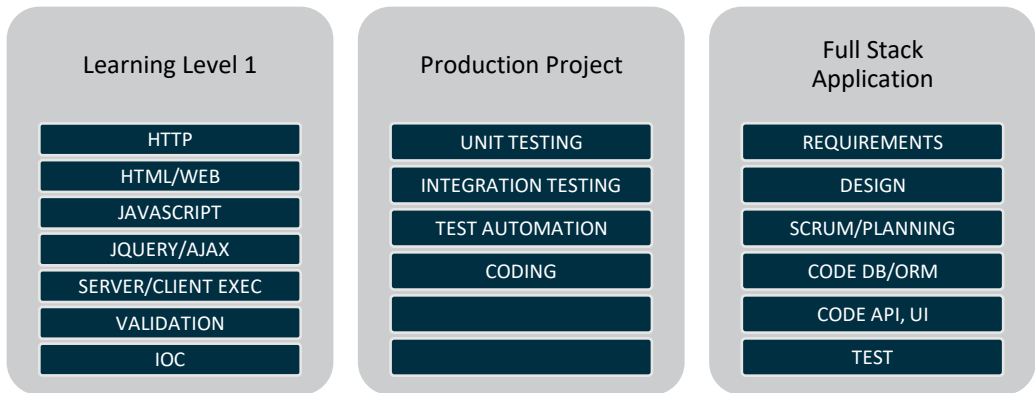 Learning Level 1
HTTP
HTML/WEB
JAVASCRIPT
JQUERY/AJAX
SERVER/CLIENT EXEC
VALIDATION
IOC
Production Project
UNIT TESTING
INTEGRATION TESTING
TEST AUTOMATION
CODING
Full Stack
Application
REQUIREMENTS
DESIGN
SCRUM/PLANNING
CODE DB/ORM
CODE API, UI
TEST